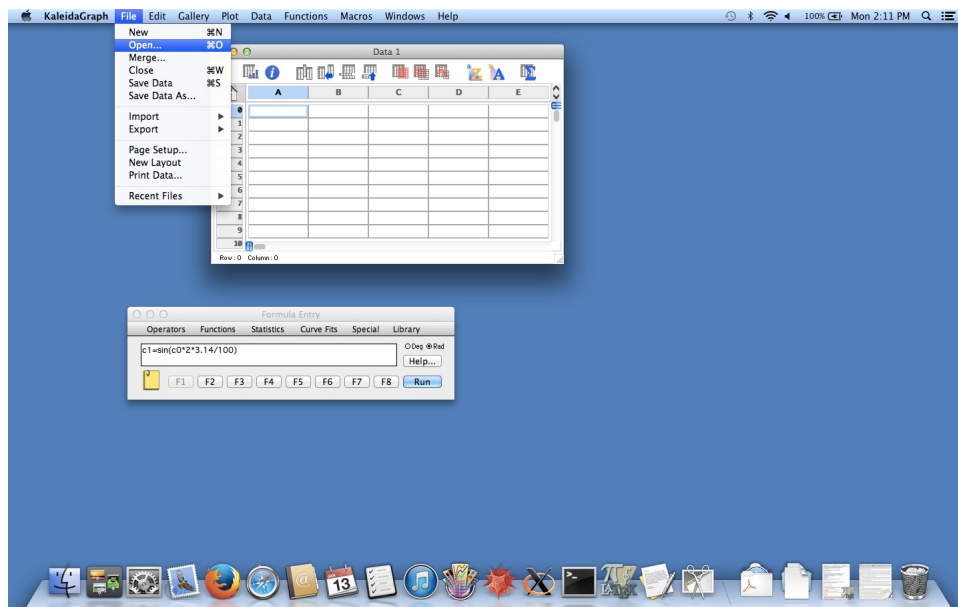 KaleidaGraph File Edit Gallery Plot Data Functions Macros Windows Help 100% Mon 2:11 PM
New ⌘N
Open... ⌘O
Merge...
Close ⌘W
Save Data ⌘S
Save Data As...
Import
Export
Page Setup...
New Layout
Print Data...
Recent Files
Data 1
A B C D E
0
1
2
3
4
5
6
7
8
9
10
Row: 0 Column: 0
Formula Entry
Operators Functions Statistics Curve Fits Special Library
c1=sin(c0*2*3.14/100)
Deg Rad
Help...
F1 F2 F3 F4 F5 F6 F7 F8 Run
13